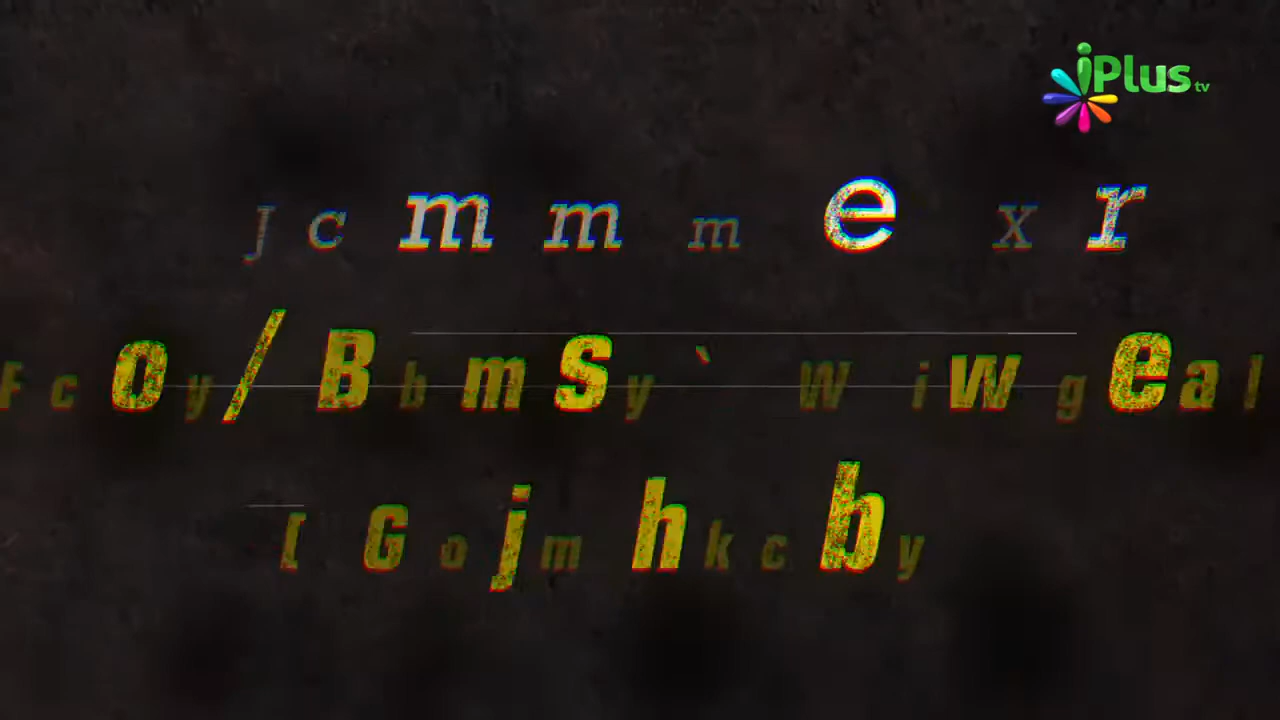 iPlus tv
J c m m m e x r
F c o y / B b m s y ` W i w g e a l
[ G o j m h k c b y